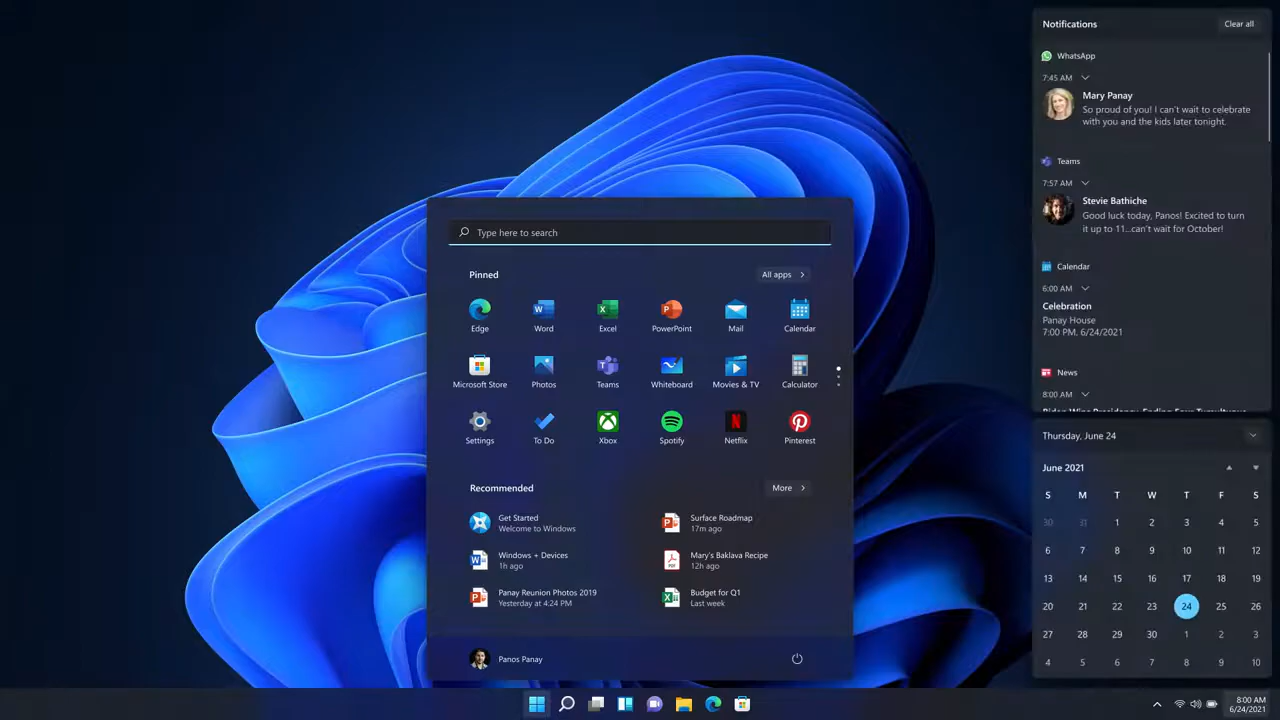 Type here to search
Pinned
All apps
Edge
Word
Excel
PowerPoint
Mail
Calendar
Microsoft Store
Photos
Teams
Whiteboard
Movies & TV
Calculator
Settings
To Do
Xbox
Spotify
Netflix
Pinterest
Recommended
More
Get Started
Welcome to Windows
Surface Roadmap
17m ago
Windows + Devices
1h ago
Mary's Baklava Recipe
12h ago
Panay Reunion Photos 2019
Yesterday at 4:24 PM
Budget for Q1
Last week
Panos Panay
Notifications
Clear all
WhatsApp
7:45 AM
Mary Panay
So proud of you! I can't wait to celebrate
with you and the kids later tonight.
Teams
7:57 AM
Stevie Bathiche
Good luck today, Panos! Excited to turn
it up to 11...can't wait for October!
Calendar
6:00 AM
Celebration
Panay House
7:00 PM, 6/24/2021
News
8:00 AM
Thursday, June 24
June 2021
S M T W T F S
30 31 1 2 3 4 5
6 7 8 9 10 11 12
13 14 15 16 17 18 19
20 21 22 23 24 25 26
27 28 29 30 1 2 3
4 5 6 7 8 9 10
8:00 AM
6/24/2021